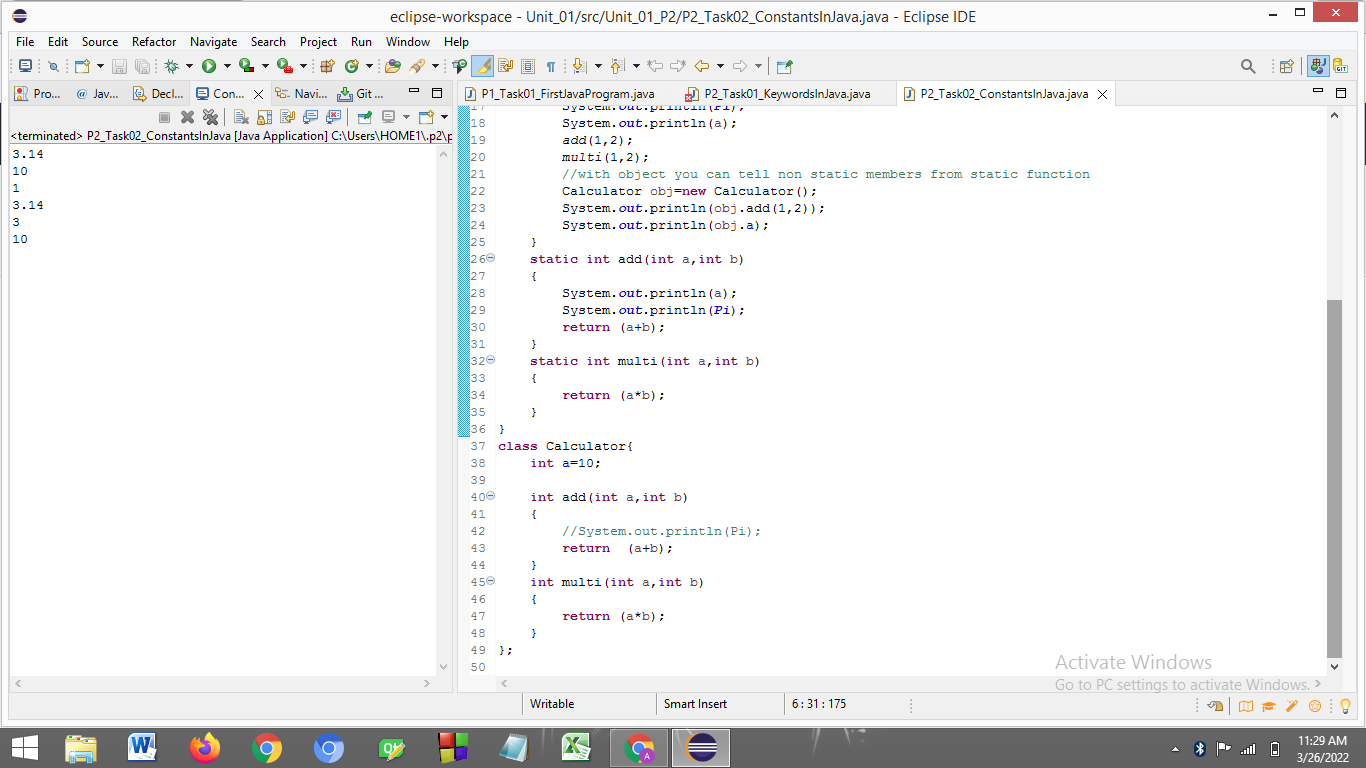 eclipse-workspace - Unit_01/src/Unit_01_P2/P2_Task02_ConstantsInJava.java - Eclipse IDE
File Edit Source Refactor Navigate Search Project Run Window Help
Pro... @ Jav... Decl... Con... Navi... Git ...
<terminated> P2_Task02_ConstantsInJava [Java Application] C:\Users\HOME1\.p2\p
3.14
10
1
3.14
3
10
P1_Task01_FirstJavaProgram.java P2_Task01_KeywordsInJava.java P2_Task02_ConstantsInJava.java
17 System.out.println(Pi);
18 System.out.println(a);
19 add(1,2);
20 multi(1,2);
21 //with object you can tell non static members from static function
22 Calculator obj=new Calculator();
23 System.out.println(obj.add(1,2));
24 System.out.println(obj.a);
25 }
26 static int add(int a,int b)
27 {
28 System.out.println(a);
29 System.out.println(Pi);
30 return (a+b);
31 }
32 static int multi(int a,int b)
33 {
34 return (a*b);
35 }
36 }
37 class Calculator{
38 int a=10;
39
40 int add(int a,int b)
41 {
42 //System.out.println(Pi);
43 return  (a+b);
44 }
45 int multi(int a,int b)
46 {
47 return (a*b);
48 }
49 };
50
Activate Windows
Go to PC settings to activate Windows.
Writable Smart Insert 6 : 31 : 175
11:29 AM
3/26/2022